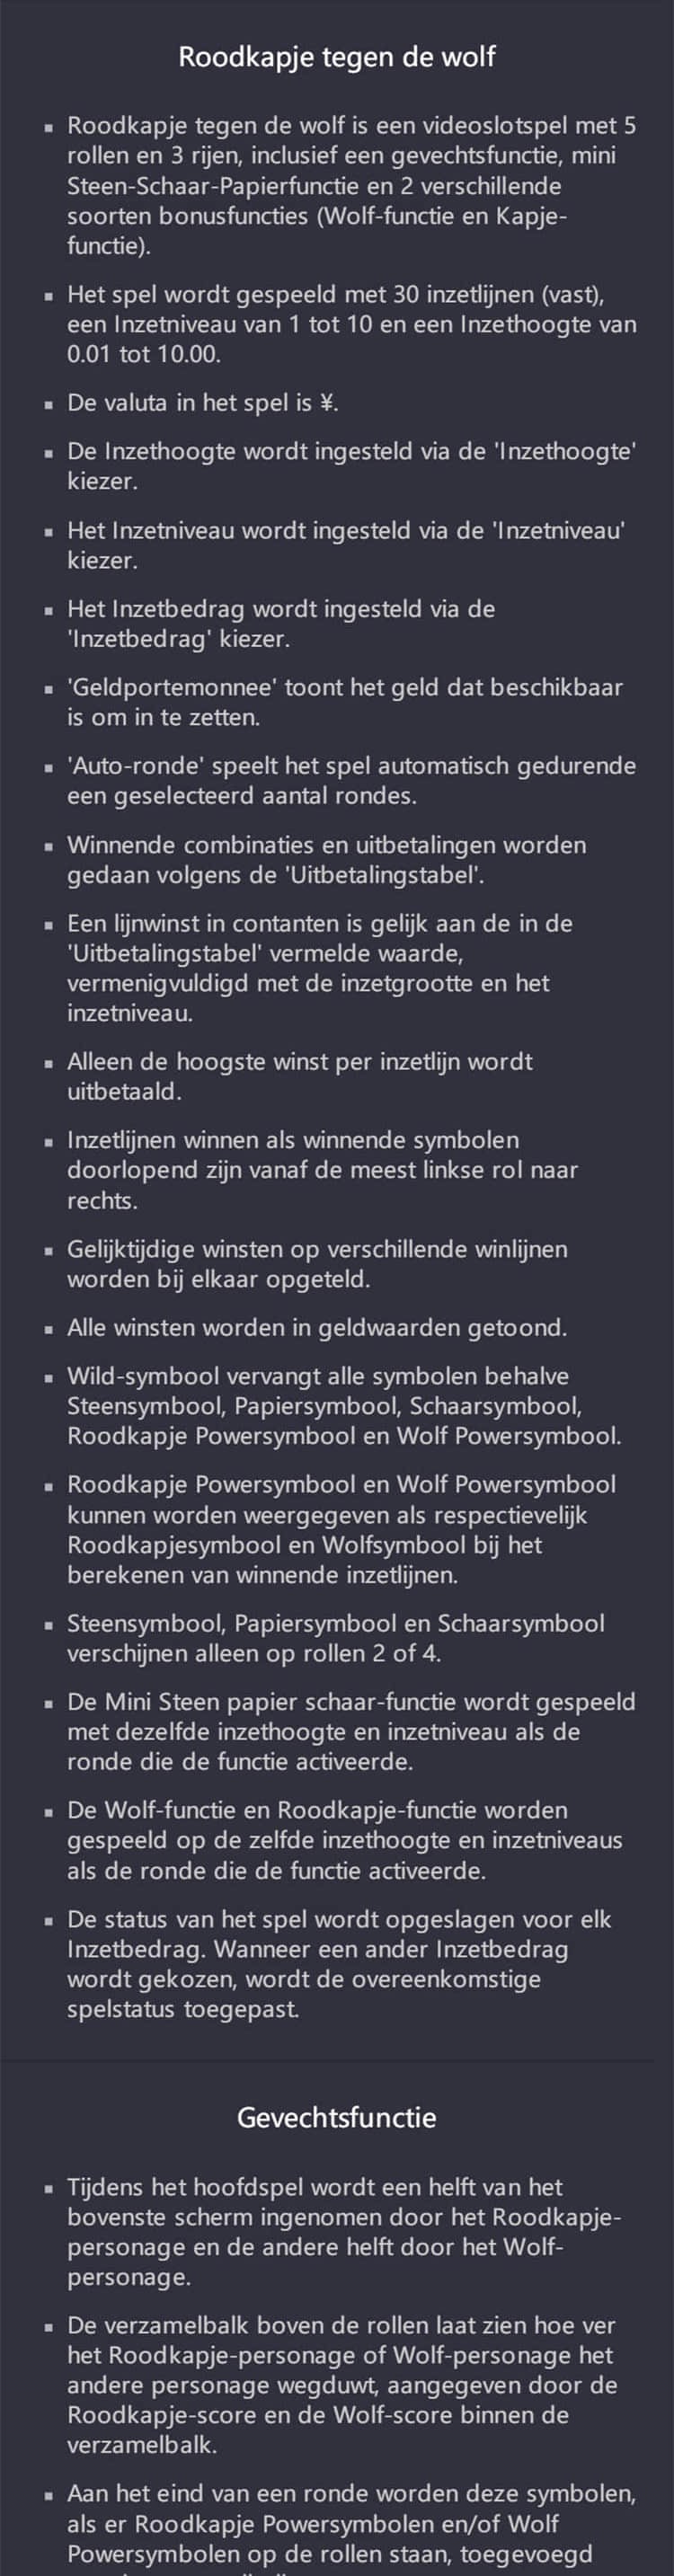 Roodkapje tegen de wolf
▪ Roodkapje tegen de wolf is een videoslotspel met 5
rollen en 3 rijen, inclusief een gevechtsfunctie, mini
Steen-Schaar-Papierfunctie en 2 verschillende
soorten bonusfuncties (Wolf-functie en Kapje-
functie).
▪ Het spel wordt gespeeld met 30 inzetlijnen (vast),
een Inzetniveau van 1 tot 10 en een Inzethoogte van
0.01 tot 10.00.
▪ De valuta in het spel is ¥.
▪ De Inzethoogte wordt ingesteld via de 'Inzethoogte'
kiezer.
▪ Het Inzetniveau wordt ingesteld via de 'Inzetniveau'
kiezer.
▪ Het Inzetbedrag wordt ingesteld via de
'Inzetbedrag' kiezer.
▪ 'Geldportemonnee' toont het geld dat beschikbaar
is om in te zetten.
▪ 'Auto-ronde' speelt het spel automatisch gedurende
een geselecteerd aantal rondes.
▪ Winnende combinaties en uitbetalingen worden
gedaan volgens de 'Uitbetalingstabel'.
▪ Een lijnwinst in contanten is gelijk aan de in de
'Uitbetalingstabel' vermelde waarde,
vermenigvuldigd met de inzetgrootte en het
inzetniveau.
▪ Alleen de hoogste winst per inzetlijn wordt
uitbetaald.
▪ Inzetlijnen winnen als winnende symbolen
doorlopend zijn vanaf de meest linkse rol naar
rechts.
▪ Gelijktijdige winsten op verschillende winlijnen
worden bij elkaar opgeteld.
▪ Alle winsten worden in geldwaarden getoond.
▪ Wild-symbool vervangt alle symbolen behalve
Steensymbool, Papiersymbool, Schaarsymbool,
Roodkapje Powersymbool en Wolf Powersymbool.
▪ Roodkapje Powersymbool en Wolf Powersymbool
kunnen worden weergegeven als respectievelijk
Roodkapjesymbool en Wolfsymbool bij het
berekenen van winnende inzetlijnen.
▪ Steensymbool, Papiersymbool en Schaarsymbool
verschijnen alleen op rollen 2 of 4.
▪ De Mini Steen papier schaar-functie wordt gespeeld
met dezelfde inzethoogte en inzetniveau als de
ronde die de functie activeerde.
▪ De Wolf-functie en Roodkapje-functie worden
gespeeld op de zelfde inzethoogte en inzetniveaus
als de ronde die de functie activeerde.
▪ De status van het spel wordt opgeslagen voor elk
Inzetbedrag. Wanneer een ander Inzetbedrag
wordt gekozen, wordt de overeenkomstige
spelstatus toegepast.
Gevechtsfunctie
▪ Tijdens het hoofdspel wordt een helft van het
bovenste scherm ingenomen door het Roodkapje-
personage en de andere helft door het Wolf-
personage.
▪ De verzamelbalk boven de rollen laat zien hoe ver
het Roodkapje-personage of Wolf-personage het
andere personage wegduwt, aangegeven door de
Roodkapje-score en de Wolf-score binnen de
verzamelbalk.
▪ Aan het eind van een ronde worden deze symbolen,
als er Roodkapje Powersymbolen en/of Wolf
Powersymbolen op de rollen staan, toegevoegd